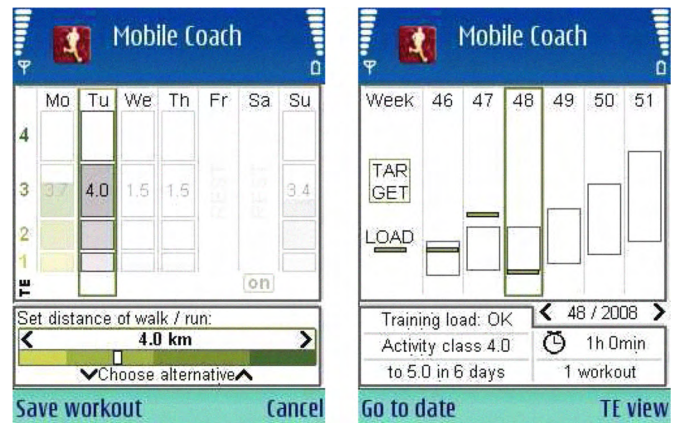 Mobile Coach
Mo Tu We Th Fr Sa Su
4
3 3.7 4.0 1.5 1.5 REST REST 3.4
2
1
TE
on
Set distance of walk / run:
4.0 km
Choose alternative
Save workout Cancel
Mobile Coach
Week 46 47 48 49 50 51
TAR
GET
LOAD
Training load: OK
48 / 2008
Activity class 4.0
1h 0min
to 5.0 in 6 days
1 workout
Go to date TE view